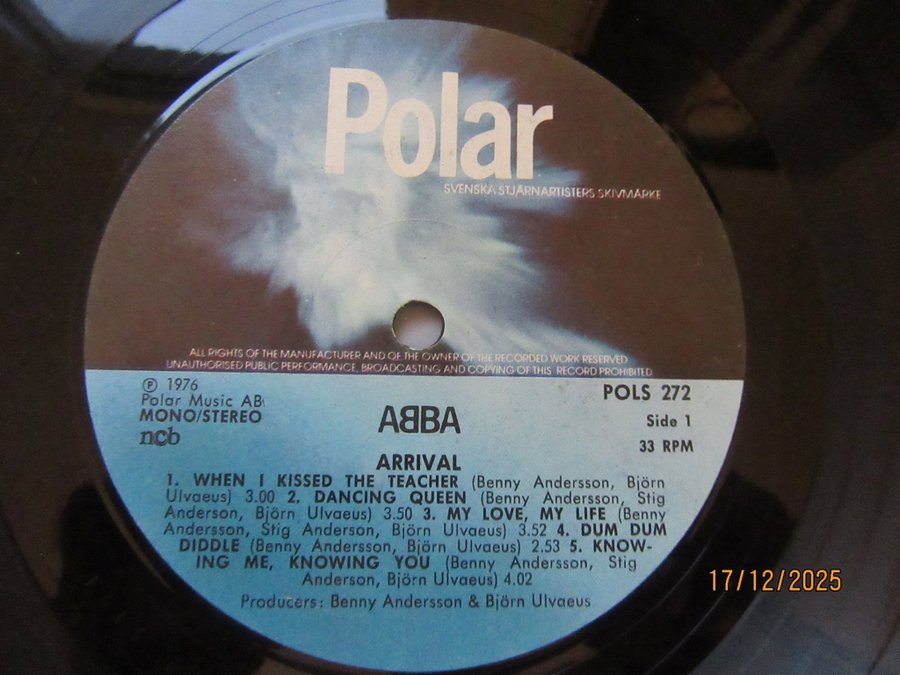 Polar
SVENSKA STJÄRNARTISTERS SKIVMÄRKE
ALL RIGHTS OF THE MANUFACTURER AND OF THE OWNER OF THE RECORDED WORK RESERVED
UNAUTHORISED PUBLIC PERFORMANCE, BROADCASTING AND COPYING OF THIS RECORD PROHIBITED
Ⓟ 1976
Polar Music AB
MONO/STEREO
ncb
POLS 272
Side 1
33 RPM
ABBA
ARRIVAL
1. WHEN I KISSED THE TEACHER (Benny Andersson, Björn
Ulvaeus) 3.00 2. DANCING QUEEN (Benny Andersson, Stig
Anderson, Björn Ulvaeus) 3.50 3. MY LOVE, MY LIFE (Benny
Andersson, Stig Anderson, Björn Ulvaeus) 3.52 4. DUM DUM
DIDDLE (Benny Andersson, Björn Ulvaeus) 2.53 5. KNOW-
ING ME, KNOWING YOU (Benny Andersson, Stig
Anderson, Björn Ulvaeus) 4.02
Producers: Benny Andersson & Björn Ulvaeus
17/12/2025